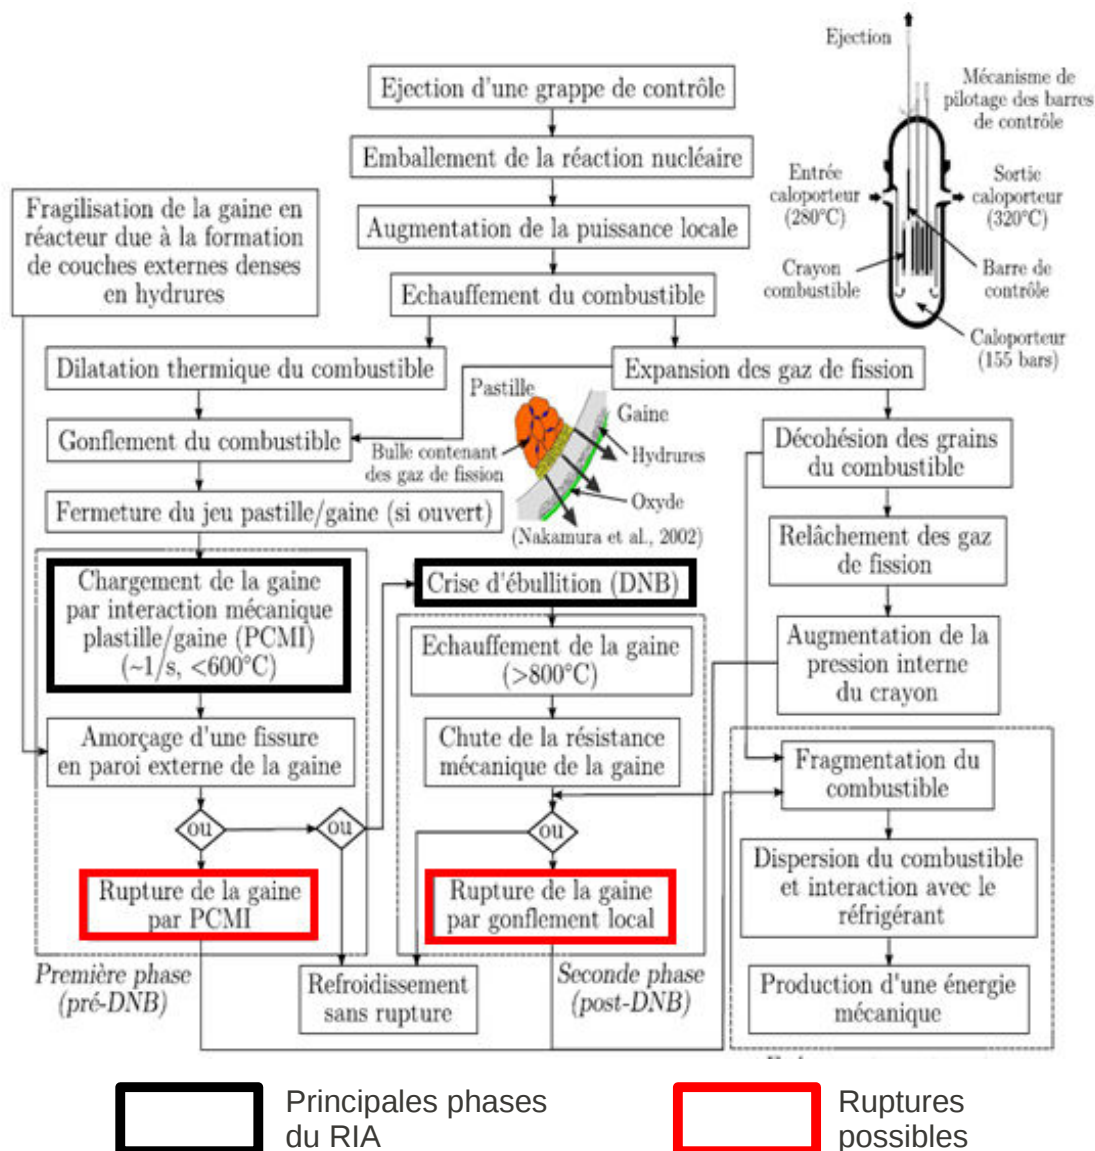 Ejection
Mécanisme de
pilotage des barres
de contrôle
Entrée
caloporteur
(280°C)
Sortie
caloporteur
(320°C)
Crayon
combustible
Barre de
contrôle
Caloporteur
(155 bars)
Ejection d'une grappe de contrôle
Emballement de la réaction nucléaire
Fragilisation de la gaine en
réacteur due à la formation
de couches externes denses
en hydrures
Augmentation de la puissance locale
Echauffement du combustible
Dilatation thermique du combustible
Expansion des gaz de fission
Pastille
Gaine
Bulle contenant
des gaz de fission
Hydrures
Oxyde
(Nakamura et al., 2002)
Gonflement du combustible
Décohésion des grains
du combustible
Fermeture du jeu pastille/gaine (si ouvert)
Relâchement des gaz
de fission
Chargement de la gaine
par interaction mécanique
plastille/gaine (PCMI)
(~1/s, <600°C)
Crise d'ébullition (DNB)
Echauffement de la gaine
(>800°C)
Augmentation de la
pression interne
du crayon
Amorçage d'une fissure
en paroi externe de la gaine
Chute de la résistance
mécanique de la gaine
Fragmentation du
combustible
ou
ou
ou
Dispersion du combustible
et interaction avec le
réfrigérant
Rupture de la gaine
par PCMI
Rupture de la gaine
par gonflement local
Première phase
(pré-DNB)
Refroidissement
sans rupture
Seconde phase
(post-DNB)
Production d'une énergie
mécanique
Principales phases
du RIA
Ruptures
possibles